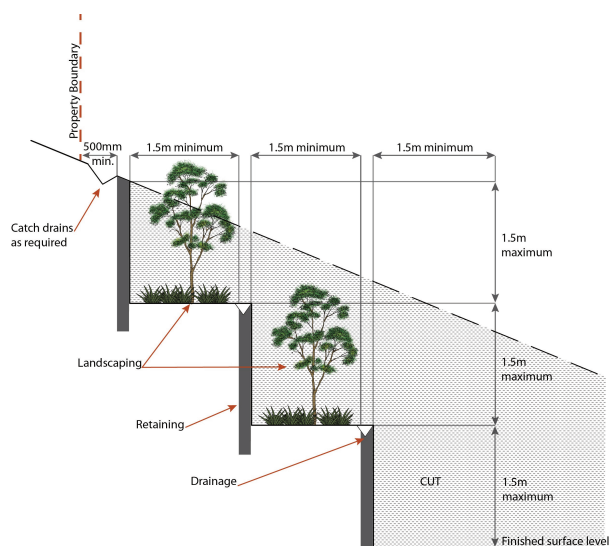 Property Boundary
500mm
min.
1.5m minimum
1.5m minimum
1.5m minimum
Catch drains
as required
1.5m
maximum
Landscaping
1.5m
maximum
Retaining
Drainage
CUT
1.5m
maximum
Finished surface level